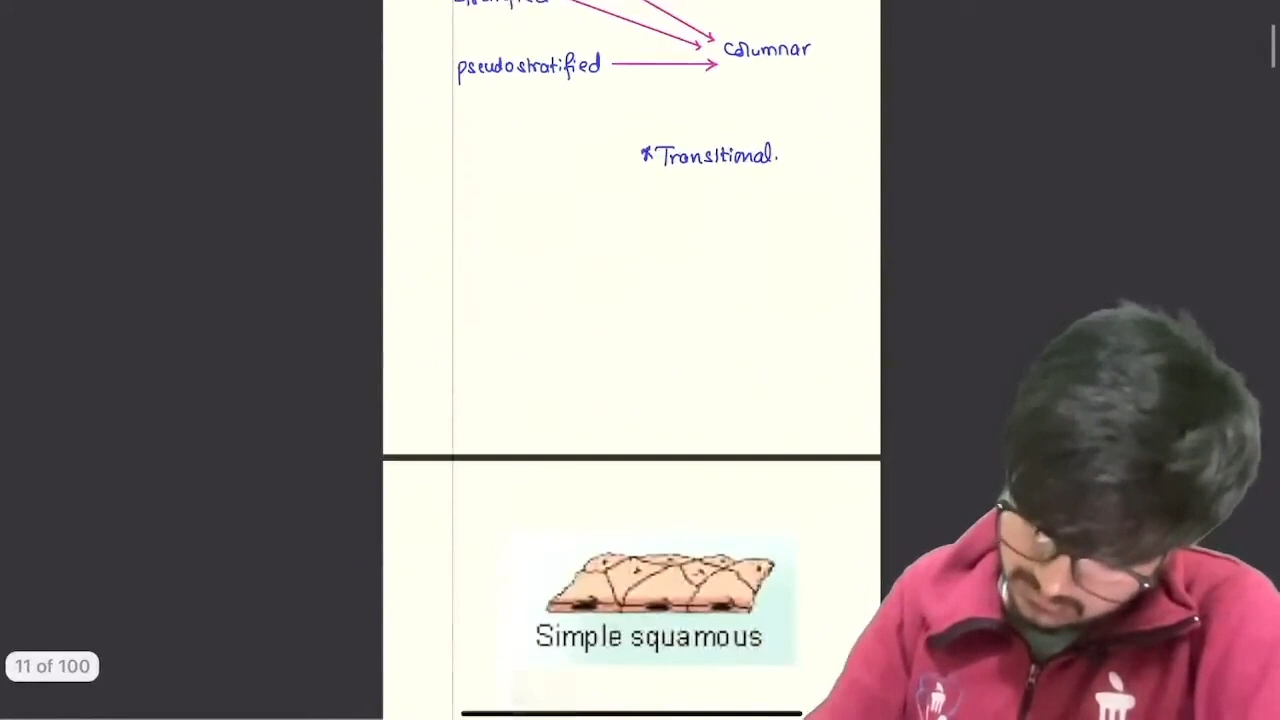 columnar
pseudostratified
*Transitional.
Simple squamous
11 of 100